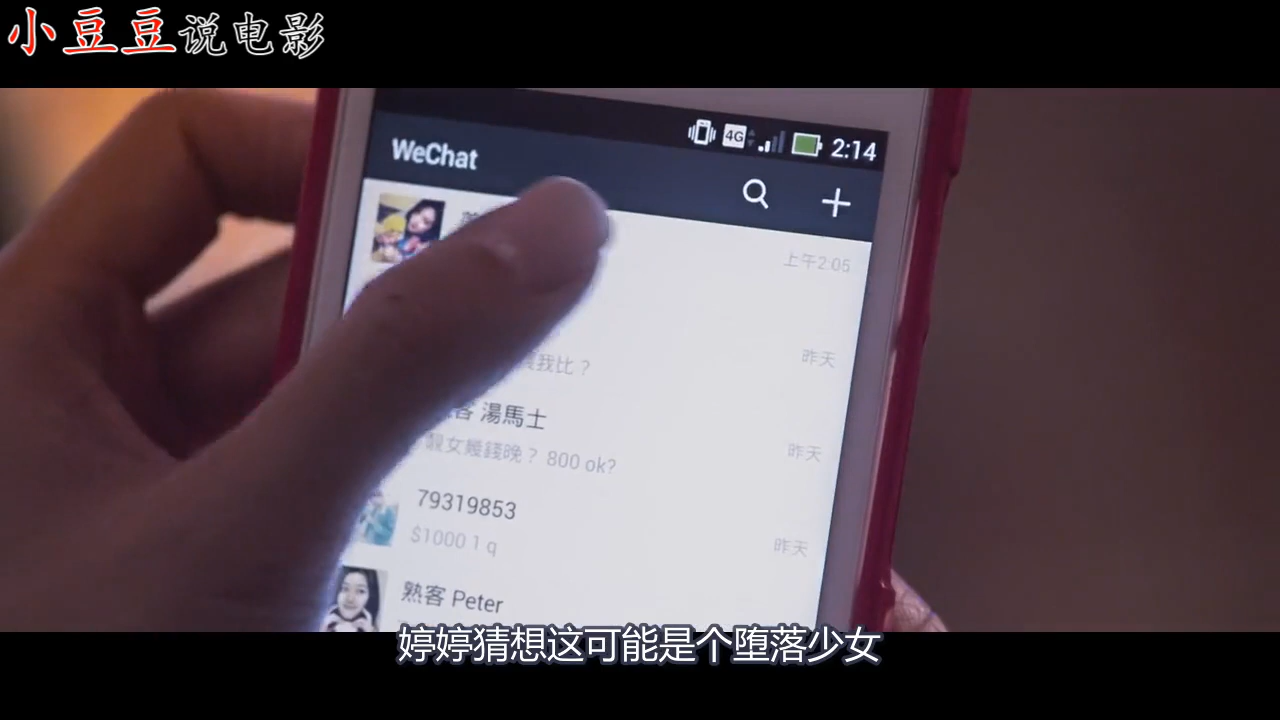 小豆豆说电影
4G 2:14
WeChat
上午2:05
我比？
昨天
客 湯馬士
靚女幾錢晚？ 800 ok?
昨天
79319853
$1000 1 q
昨天
熟客 Peter
婷婷猜想这可能是个堕落少女